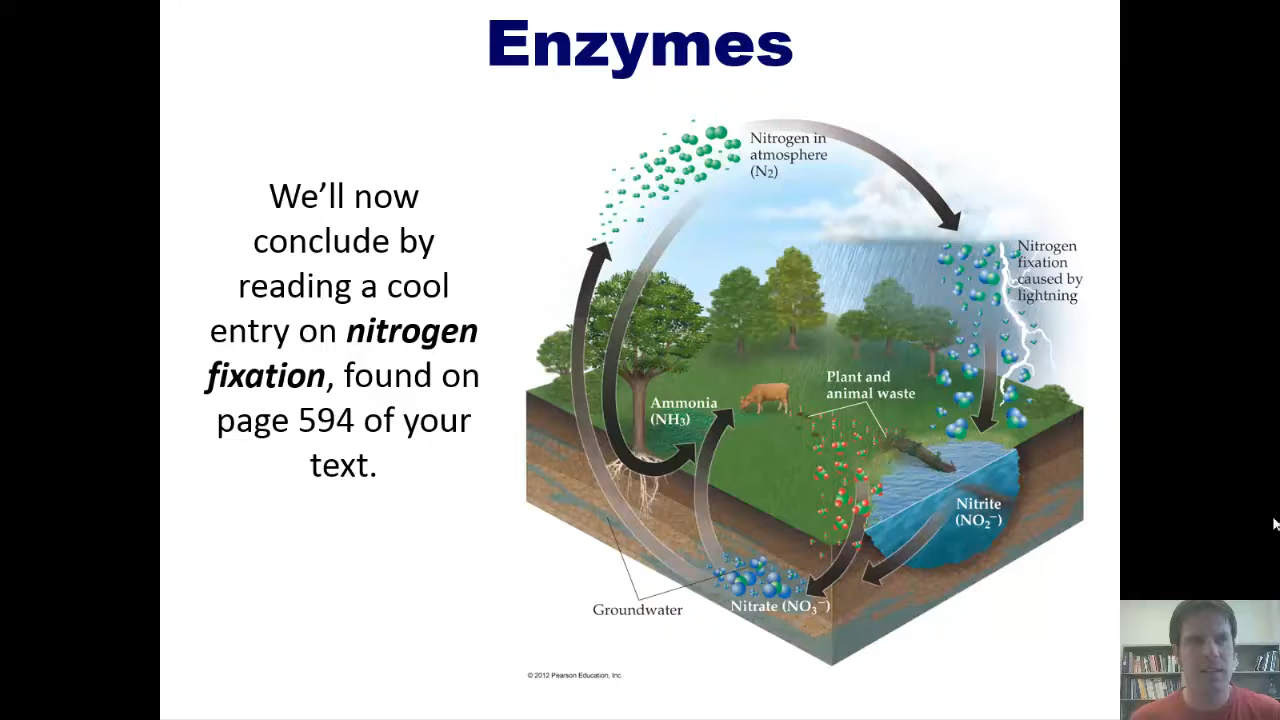 Enzymes
We’ll now
conclude by
reading a cool
entry on nitrogen
fixation, found on
page 594 of your
text.
Nitrogen in
atmosphere
(N₂)
Nitrogen
fixation
caused by
lightning
Plant and
animal waste
Ammonia
(NH₃)
Nitrite
(NO₂⁻)
Groundwater
Nitrate (NO₃⁻)
© 2012 Pearson Education, Inc.